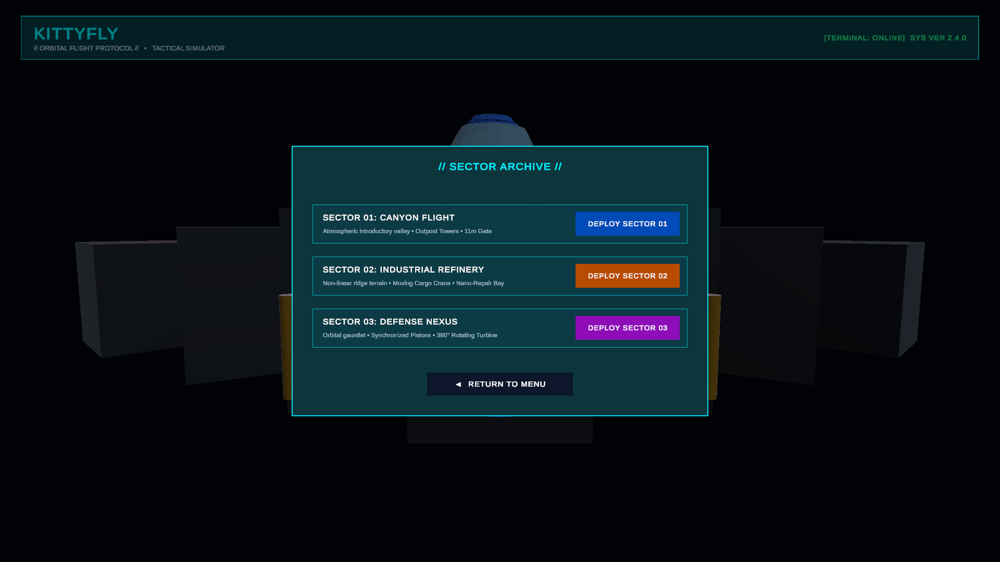 KITTYFLY
// ORBITAL FLIGHT PROTOCOL // • TACTICAL SIMULATOR
[TERMINAL: ONLINE] SYS VER 2.4.0
// SECTOR ARCHIVE //
SECTOR 01: CANYON FLIGHT
Atmospheric introductory valley • Outpost Towers • 11m Gate
DEPLOY SECTOR 01
SECTOR 02: INDUSTRIAL REFINERY
Non-linear ridge terrain • Moving Cargo Crane • Nano-Repair Bay
DEPLOY SECTOR 02
SECTOR 03: DEFENSE NEXUS
Orbital gauntlet • Synchronized Pistons • 360° Rotating Turbine
DEPLOY SECTOR 03
◄ RETURN TO MENU